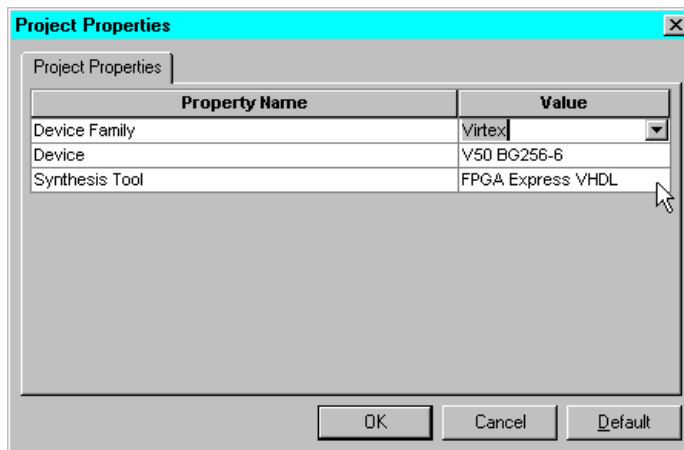 Project Properties
Project Properties
Property Name Value
Device Family Virtex
Device V50 BG256-6
Synthesis Tool FPGA Express VHDL
OK Cancel Default